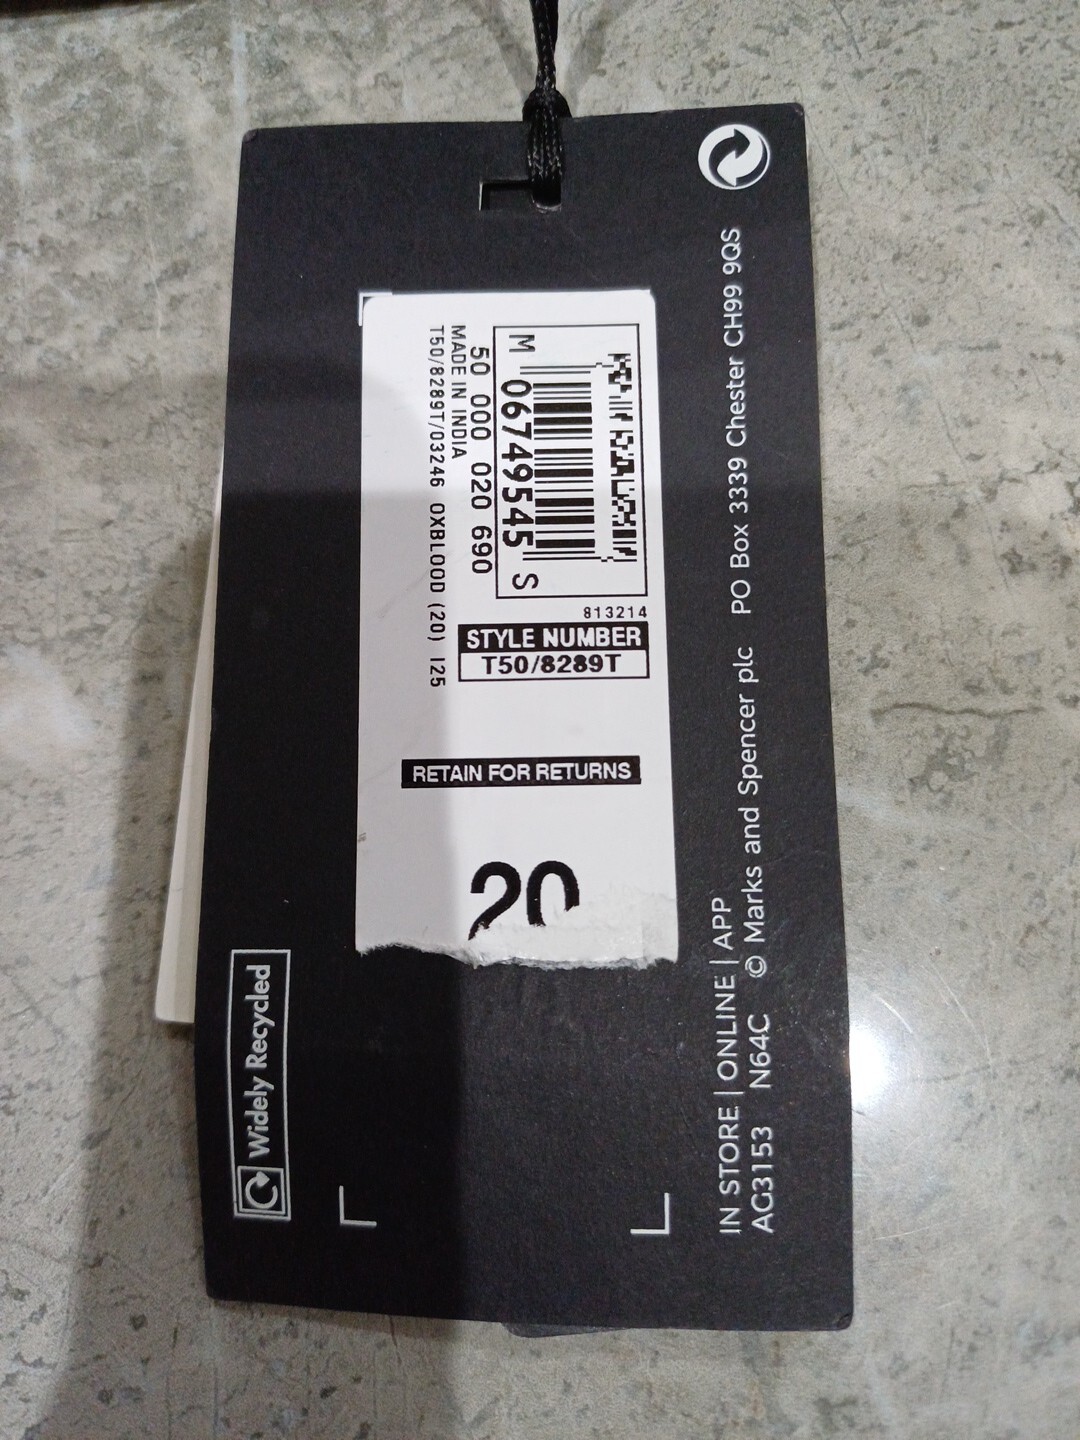 M 06749545 S
50 000 020 690
MADE IN INDIA
T50/8289T/03246 OXBLOOD (20) I25
813214
STYLE NUMBER
T50/8289T
RETAIN FOR RETURNS
20
Widely Recycled
IN STORE | ONLINE | APP
AG3153 N64C © Marks and Spencer plc PO Box 3339 Chester CH99 9QS